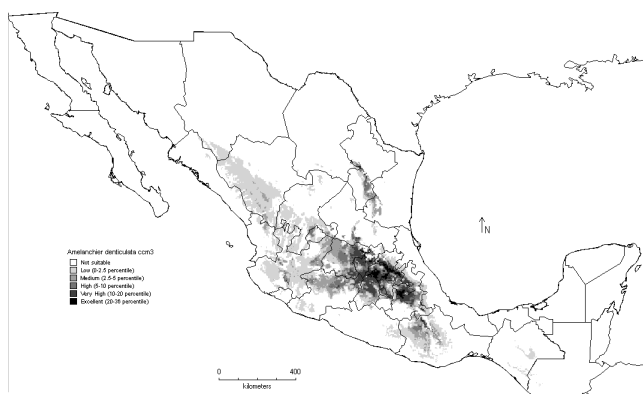 N
Amelanchier denticulata ccm3
Not suitable
Low (0-2.5 percentile)
Medium (2.5-5 percentile)
High (5-10 percentile)
Very High (10-20 percentile)
Excellent (20-36 percentile)
0 400
kilometers